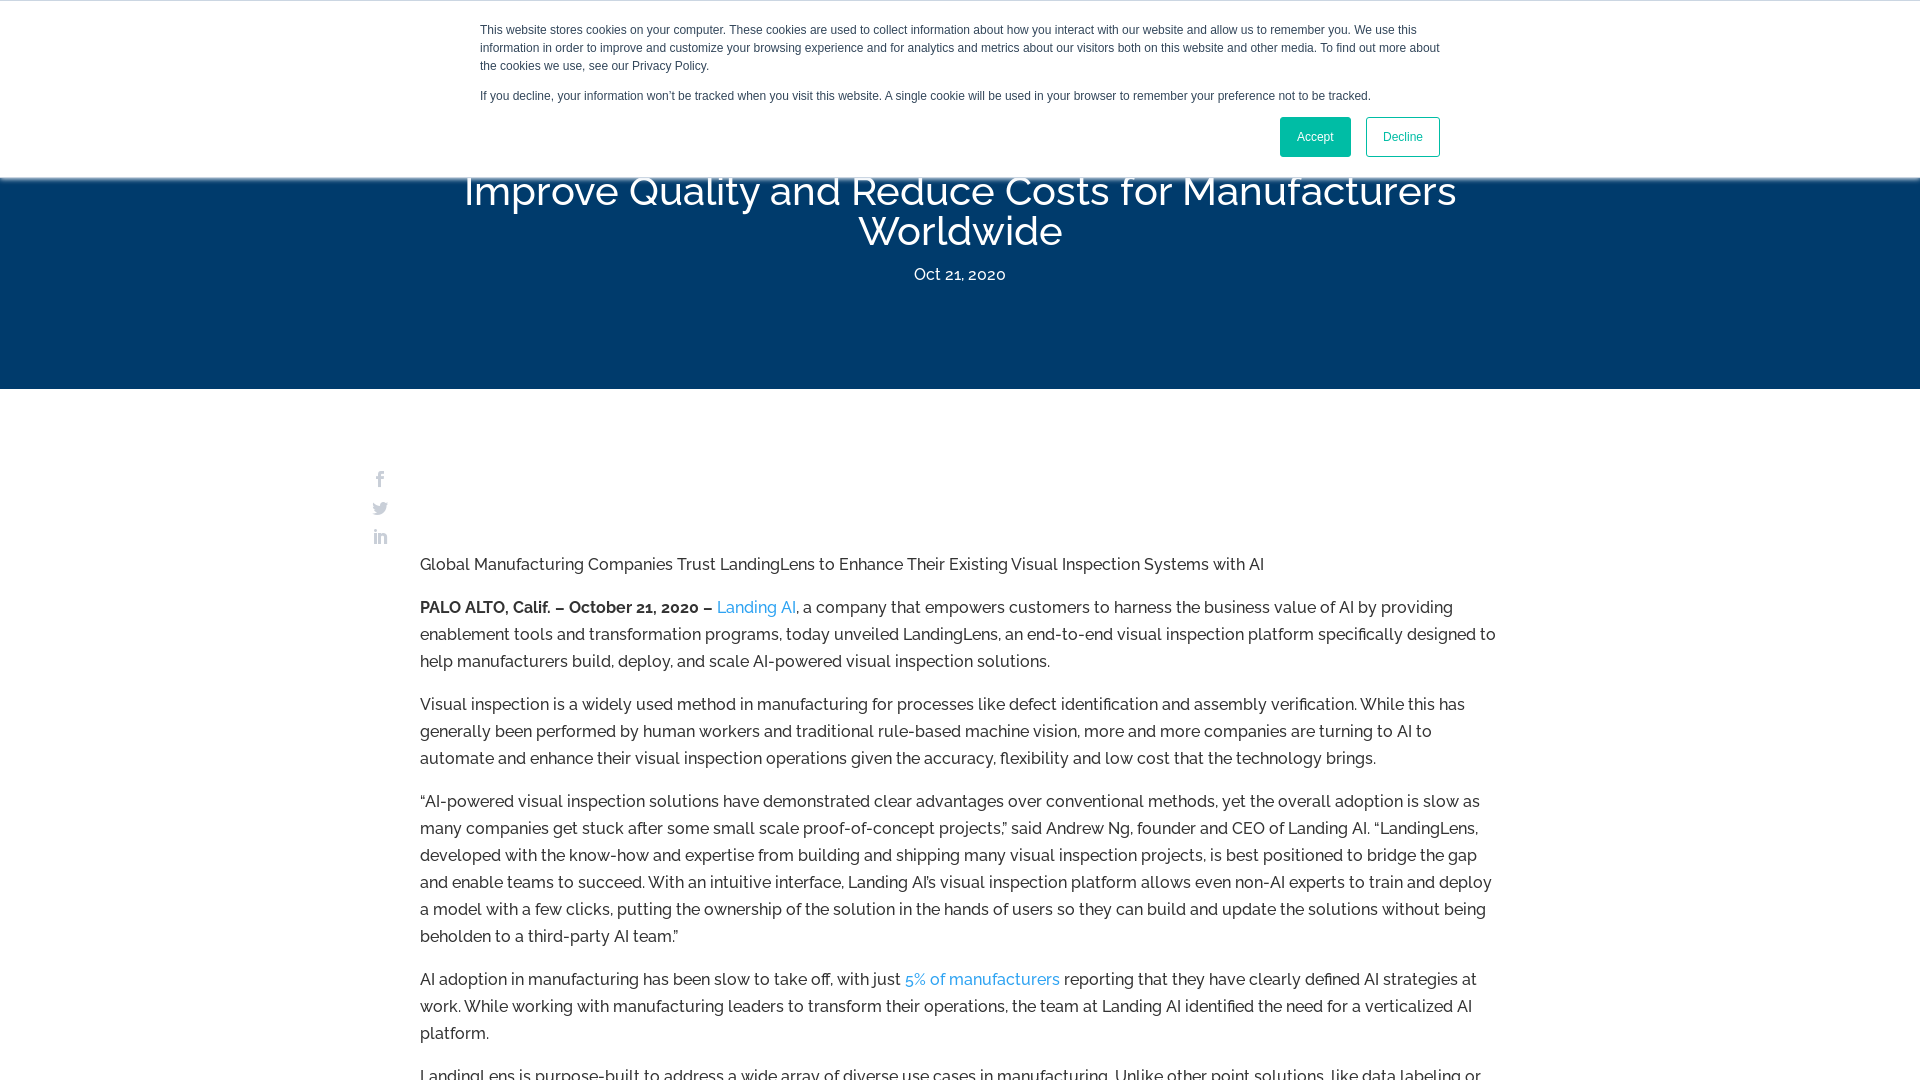 This website stores cookies on your computer. These cookies are used to collect information about how you interact with our website and allow us to remember you. We use this
information in order to improve and customize your browsing experience and for analytics and metrics about our visitors both on this website and other media. To find out more about
the cookies we use, see our Privacy Policy.
If you decline, your information won’t be tracked when you visit this website. A single cookie will be used in your browser to remember your preference not to be tracked.
Accept
Decline
Improve Quality and Reduce Costs for Manufacturers
Worldwide
Oct 21, 2020
Global Manufacturing Companies Trust LandingLens to Enhance Their Existing Visual Inspection Systems with AI
PALO ALTO, Calif. – October 21, 2020 – Landing AI, a company that empowers customers to harness the business value of AI by providing
enablement tools and transformation programs, today unveiled LandingLens, an end-to-end visual inspection platform specifically designed to
help manufacturers build, deploy, and scale AI-powered visual inspection solutions.
Visual inspection is a widely used method in manufacturing for processes like defect identification and assembly verification. While this has
generally been performed by human workers and traditional rule-based machine vision, more and more companies are turning to AI to
automate and enhance their visual inspection operations given the accuracy, flexibility and low cost that the technology brings.
“AI-powered visual inspection solutions have demonstrated clear advantages over conventional methods, yet the overall adoption is slow as
many companies get stuck after some small scale proof-of-concept projects,” said Andrew Ng, founder and CEO of Landing AI. “LandingLens,
developed with the know-how and expertise from building and shipping many visual inspection projects, is best positioned to bridge the gap
and enable teams to succeed. With an intuitive interface, Landing AI’s visual inspection platform allows even non-AI experts to train and deploy
a model with a few clicks, putting the ownership of the solution in the hands of users so they can build and update the solutions without being
beholden to a third-party AI team.”
AI adoption in manufacturing has been slow to take off, with just 5% of manufacturers reporting that they have clearly defined AI strategies at
work. While working with manufacturing leaders to transform their operations, the team at Landing AI identified the need for a verticalized AI
platform.
LandingLens is purpose-built to address a wide array of diverse use cases in manufacturing. Unlike other point solutions, like data labeling or